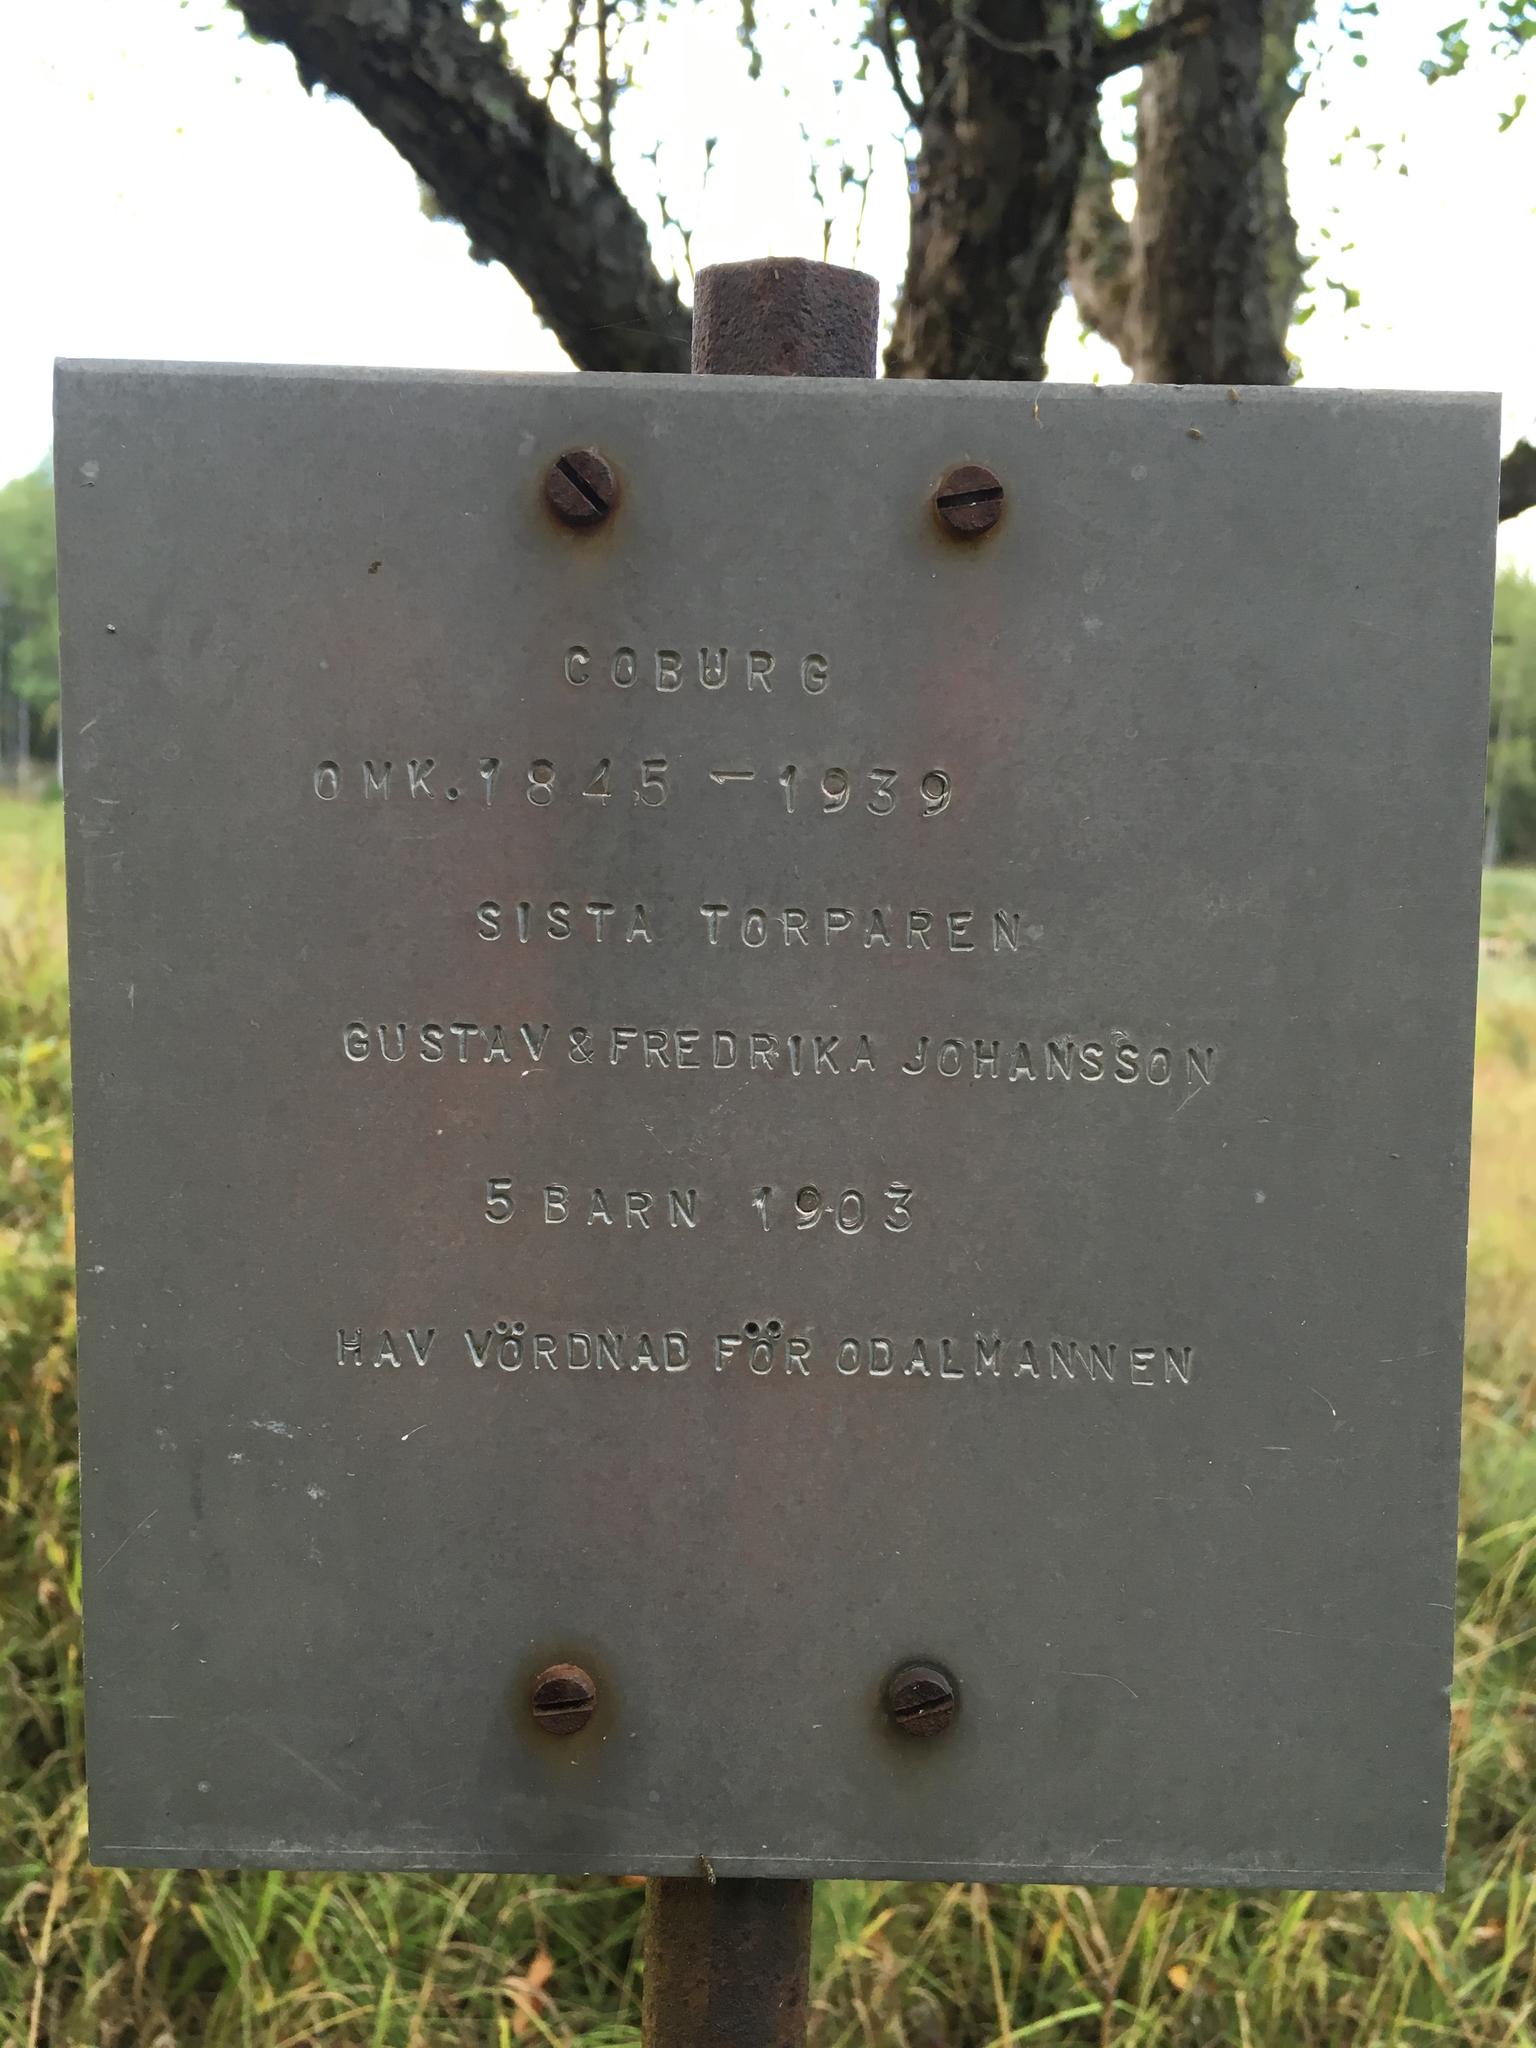 COBURG
OMK. 1845 - 1939
SISTA TORPAREN
GUSTAV & FREDRIKA JOHANSSON
5 BARN 1903
HAV VÖRDNAD FÖR ODALMANNEN